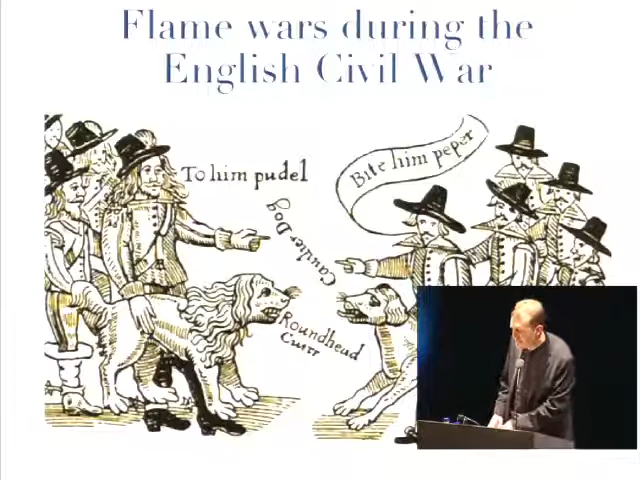 Flame wars during the
English Civil War
To him pudel
Bite him peper
Cavalier Dog
Roundhead
Curr